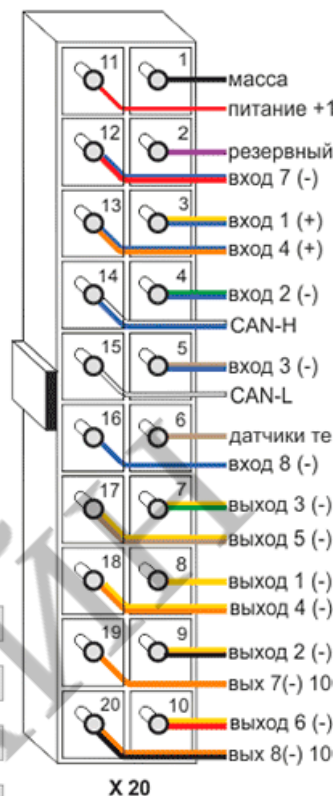 11 1 масса
питание +1
12 2 резервный
вход 7 (-)
13 3 вход 1 (+)
вход 4 (+)
14 4 вход 2 (-)
CAN-H
15 5 вход 3 (-)
CAN-L
16 6 датчики те
вход 8 (-)
17 7 выход 3 (-)
выход 5 (-)
18 8 выход 1 (-)
выход 4 (-)
19 9 выход 2 (-)
вых 7(-) 10
20 10 выход 6 (-)
вых 8(-) 10
X 20